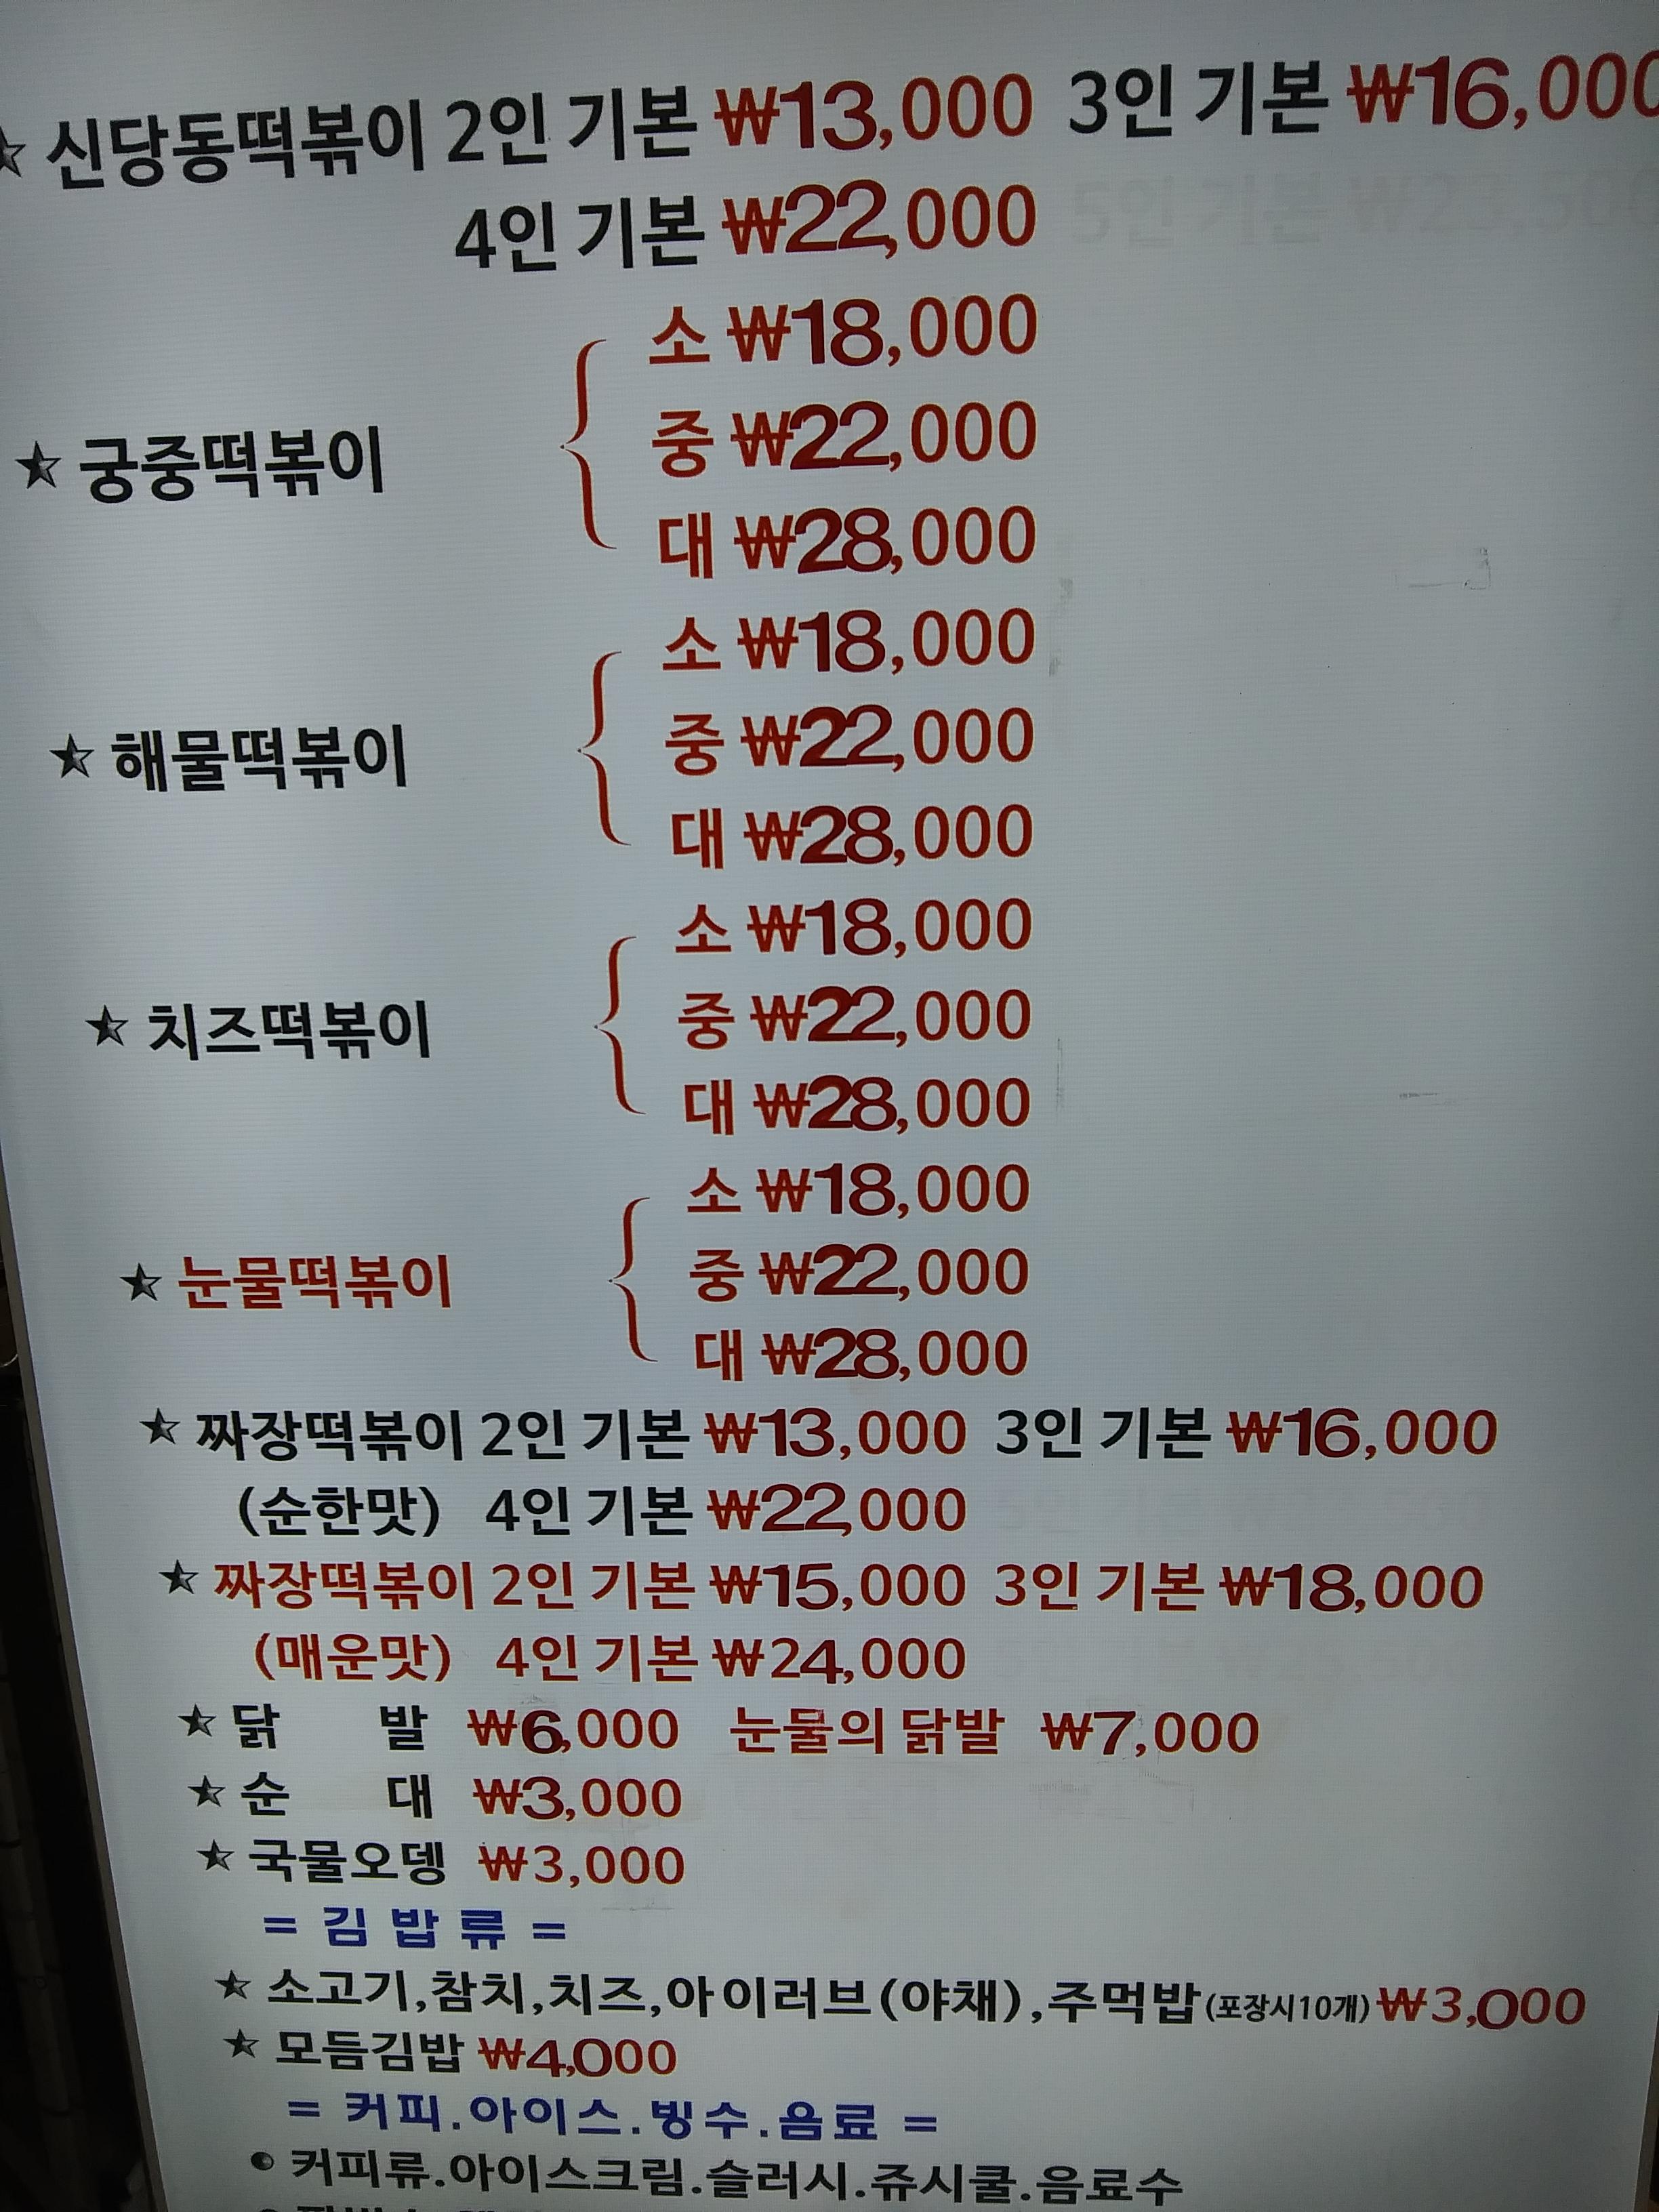 ★ 신당동떡볶이 2인 기본 ₩13,000 3인 기본 ₩16,000
4인 기본 ₩22,000
소 ₩18,000
중 ₩22,000
★ 궁중떡볶이
대 ₩28,000
소 ₩18,000
중 ₩22,000
★ 해물떡볶이
대 ₩28,000
소 ₩18,000
중 ₩22,000
★ 치즈떡볶이
대 ₩28,000
소 ₩18,000
중 ₩22,000
★ 눈물떡볶이
대 ₩28,000
★ 짜장떡볶이 2인 기본 ₩13,000 3인 기본 ₩16,000
(순한맛) 4인 기본 ₩22,000
★ 짜장떡볶이 2인 기본 ₩15,000 3인 기본 ₩18,000
(매운맛) 4인 기본 ₩24,000
★ 닭 발 ₩6,000 눈물의 닭발 ₩7,000
★ 순 대 ₩3,000
★ 국물오뎅 ₩3,000
= 김 밥 류 =
★ 소고기,참치,치즈,아이러브(야채),주먹밥(포장시10개)₩3,000
★ 모듬김밥 ₩4,000
= 커피.아이스.빙수.음료 =
커피류.아이스크림.슬러시.쥬시쿨.음료수